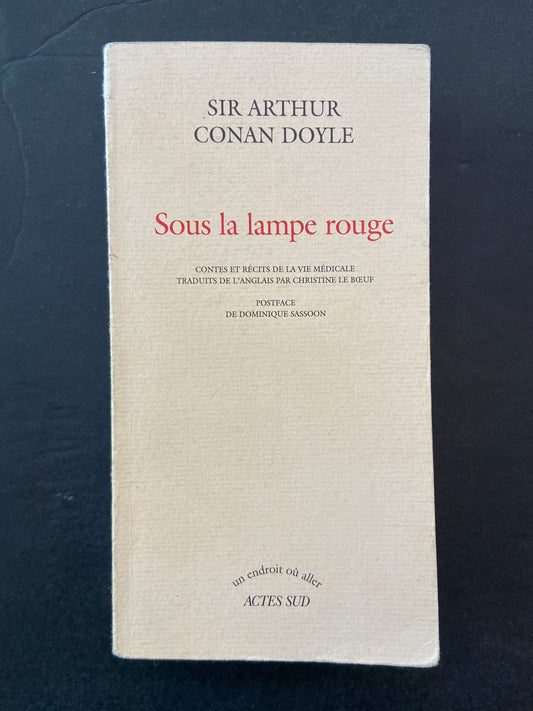 SIR ARTHUR
CONAN DOYLE
Sous la lampe rouge
CONTES ET RÉCITS DE LA VIE MÉDICALE
TRADUITS DE L'ANGLAIS PAR CHRISTINE LE BŒUF
POSTFACE
DE DOMINIQUE SASSOON
un endroit où aller
ACTES SUD